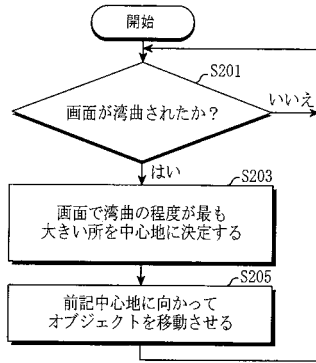 開始
S201
画面が湾曲されたか?
いいえ
はい
S203
画面で湾曲の程度が最も
大きい所を中心地に決定する
S205
前記中心地に向かって
オブジェクトを移動させる